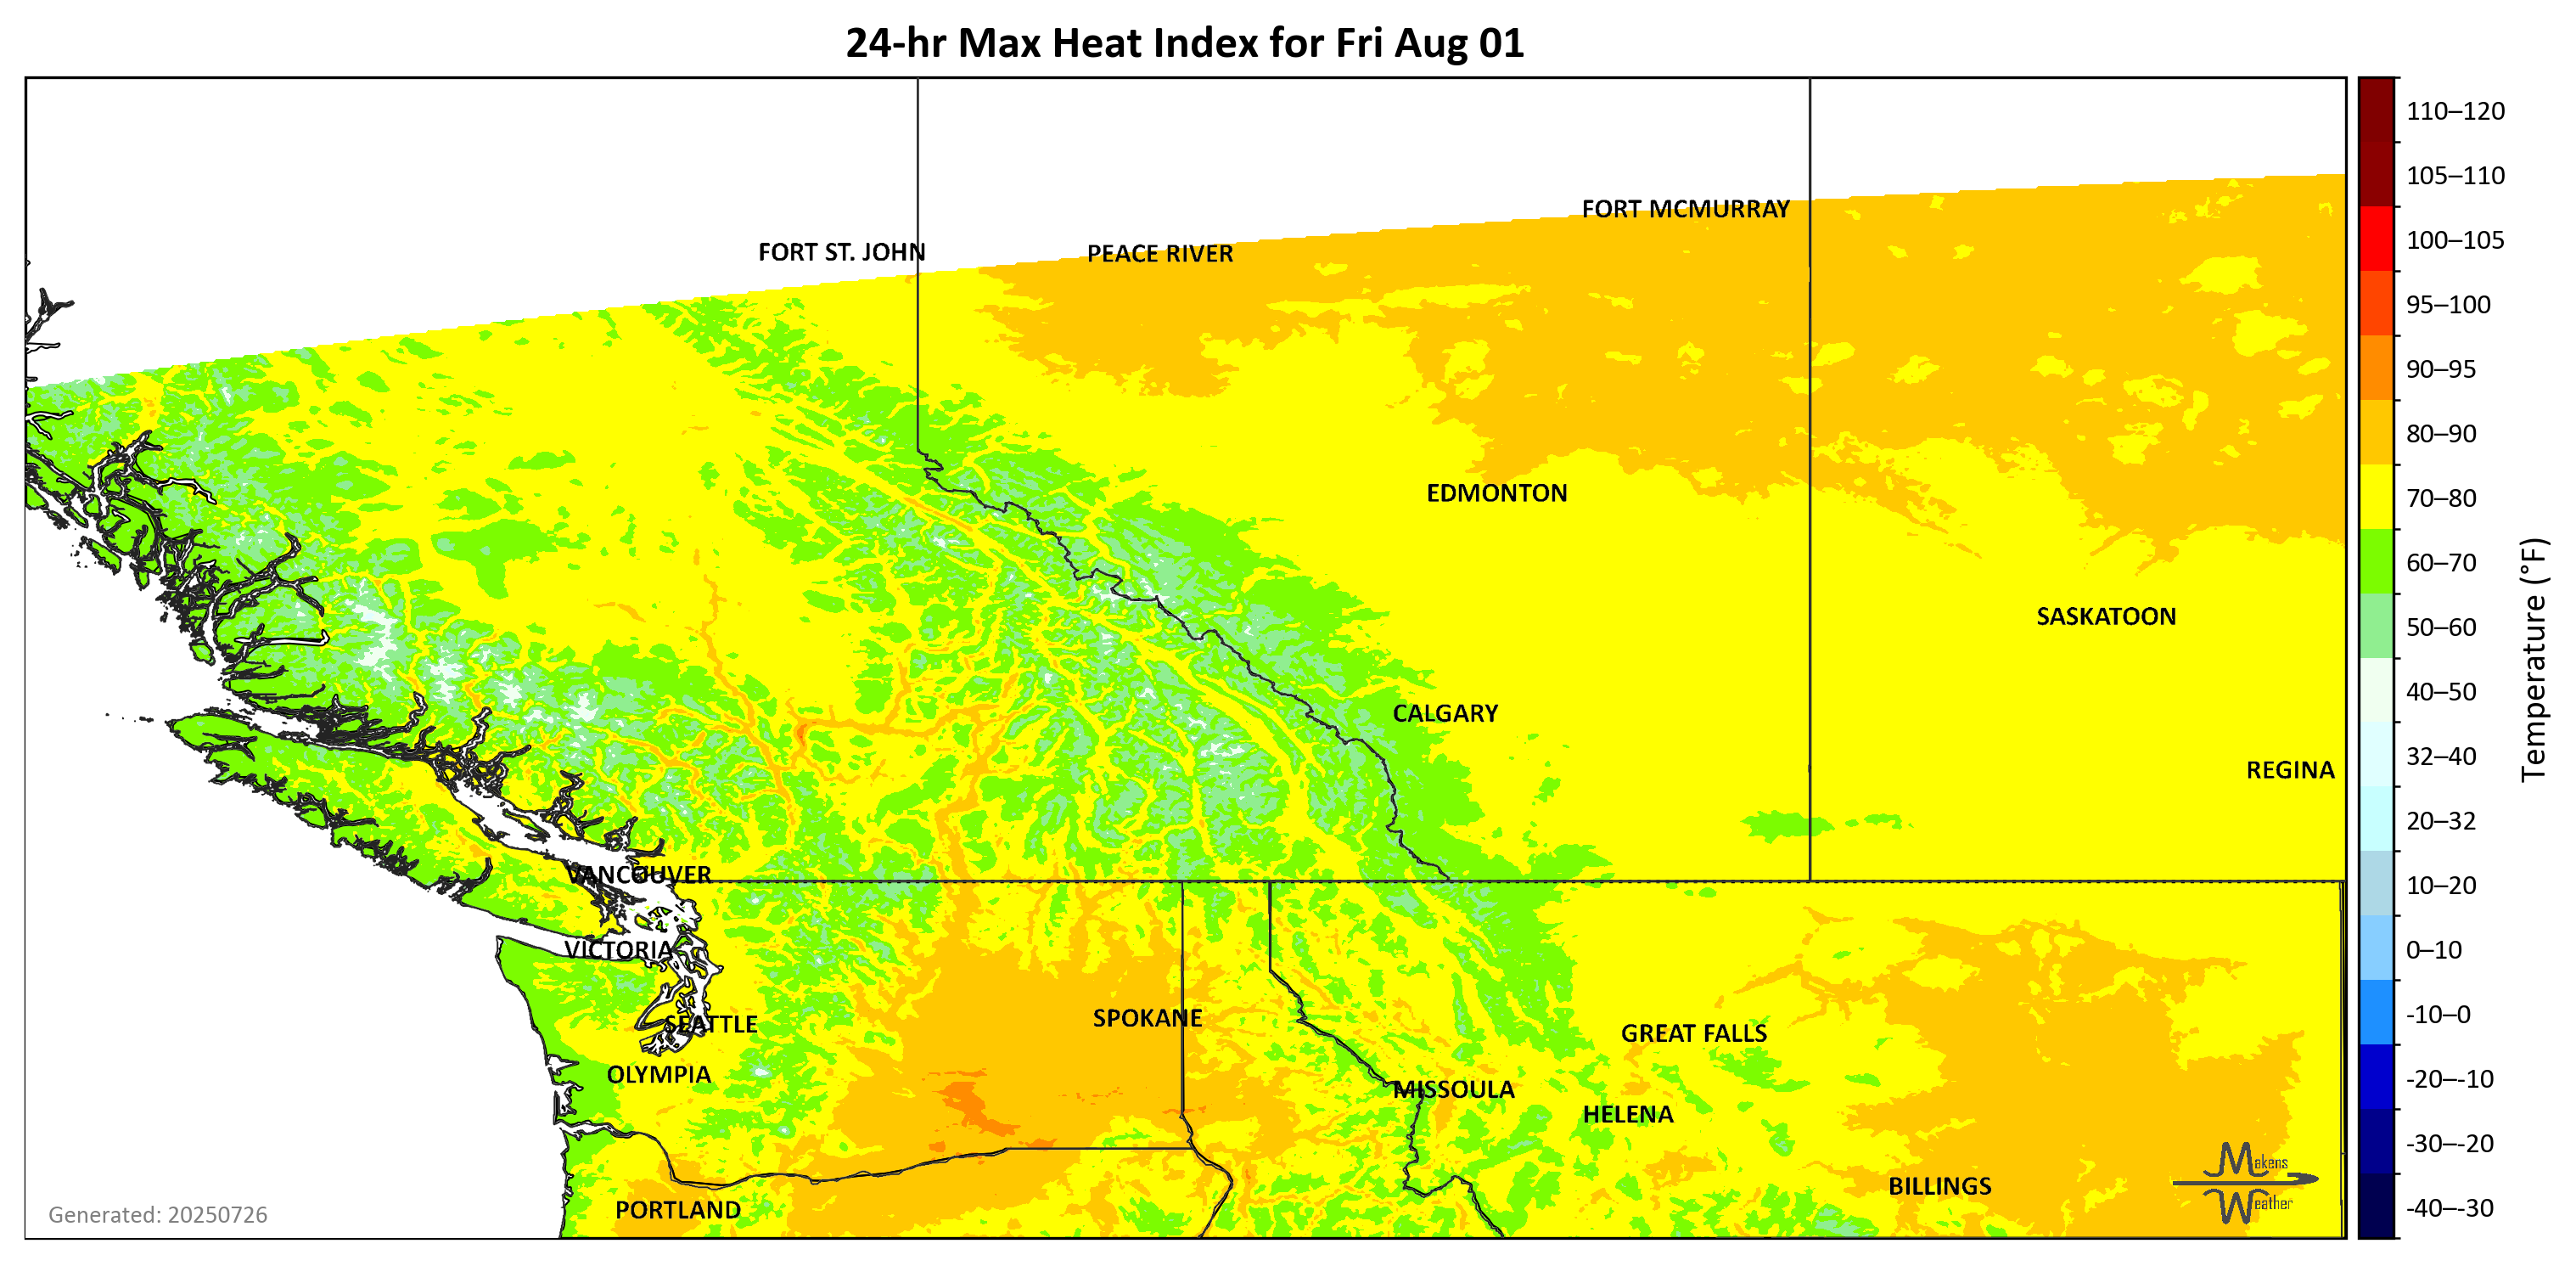 24-hr Max Heat Index for Fri Aug 01
110–120
105–110
FORT MCMURRAY
100–105
FORT ST. JOHN
PEACE RIVER
95–100
90–95
80–90
EDMONTON
70–80
60–70
SASKATOON
50–60
40–50
CALGARY
32–40
REGINA
Temperature (°F)
20–32
VANCOUVER
10–20
VICTORIA
0–10
SPOKANE
-10–0
SEATTLE
GREAT FALLS
OLYMPIA
-20–-10
MISSOULA
HELENA
-30–-20
Makens
Weather
BILLINGS
PORTLAND
-40–-30
Generated: 20250726